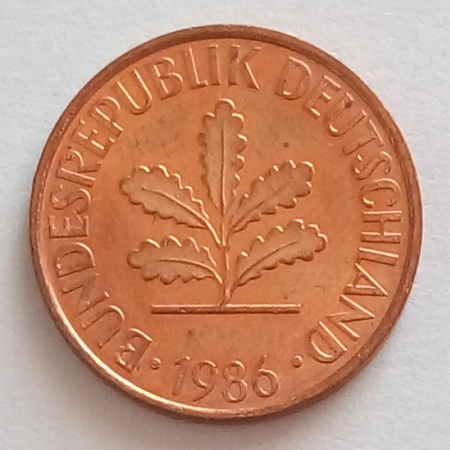 BUNDESREPUBLIK DEUTSCHLAND
· 1986 ·